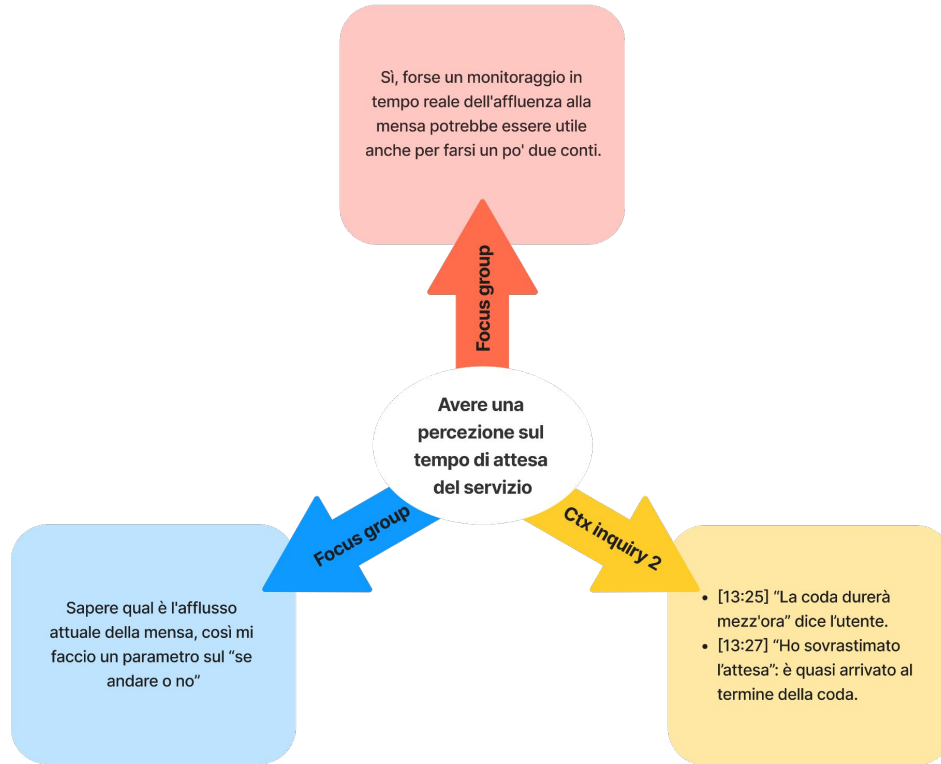 Sì, forse un monitoraggio in
tempo reale dell'affluenza alla
mensa potrebbe essere utile
anche per farsi un po' due conti.
Focus group
Avere una
percezione sul
tempo di attesa
del servizio
Focus group
Ctx inquiry 2
Sapere qual è l'afflusso
attuale della mensa, così mi
faccio un parametro sul “se
andare o no”
• [13:25] “La coda durerà
mezz'ora” dice l’utente.
• [13:27] “Ho sovrastimato
l’attesa”: è quasi arrivato al
termine della coda.